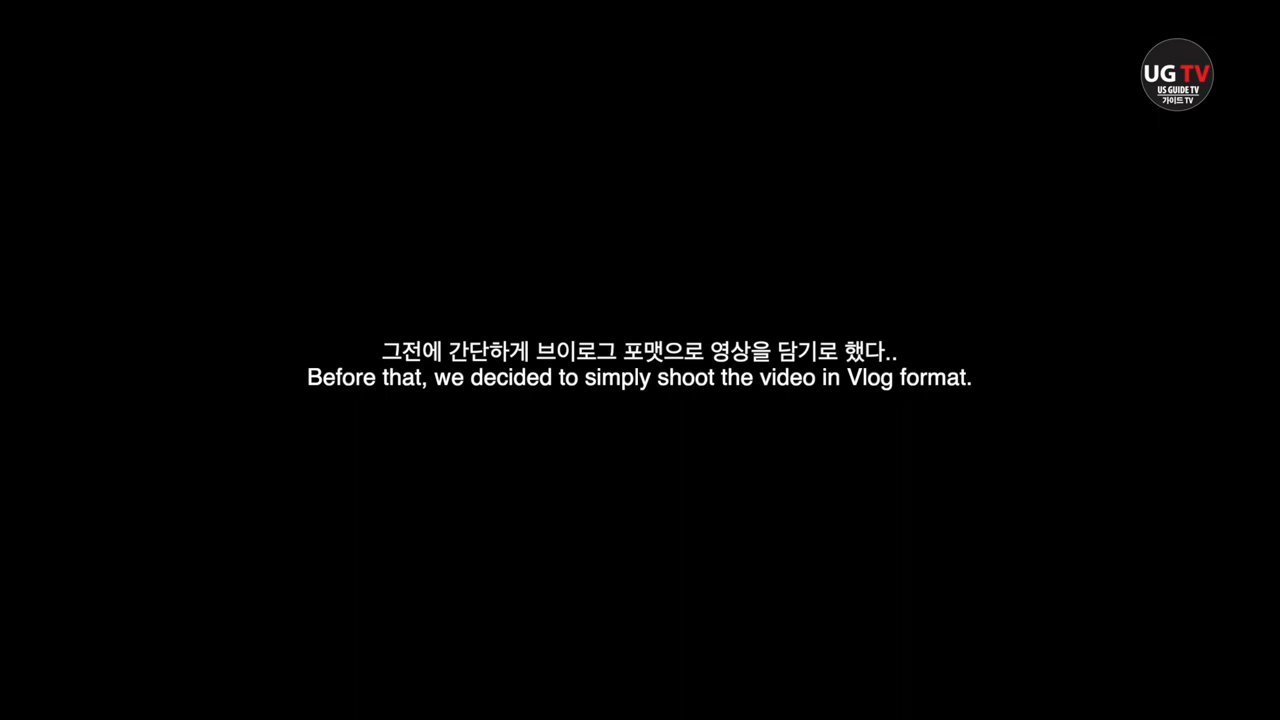 UG TV
US GUIDE TV
가이드 TV
그전에 간단하게 브이로그 포맷으로 영상을 담기로 했다..
Before that, we decided to simply shoot the video in Vlog format.